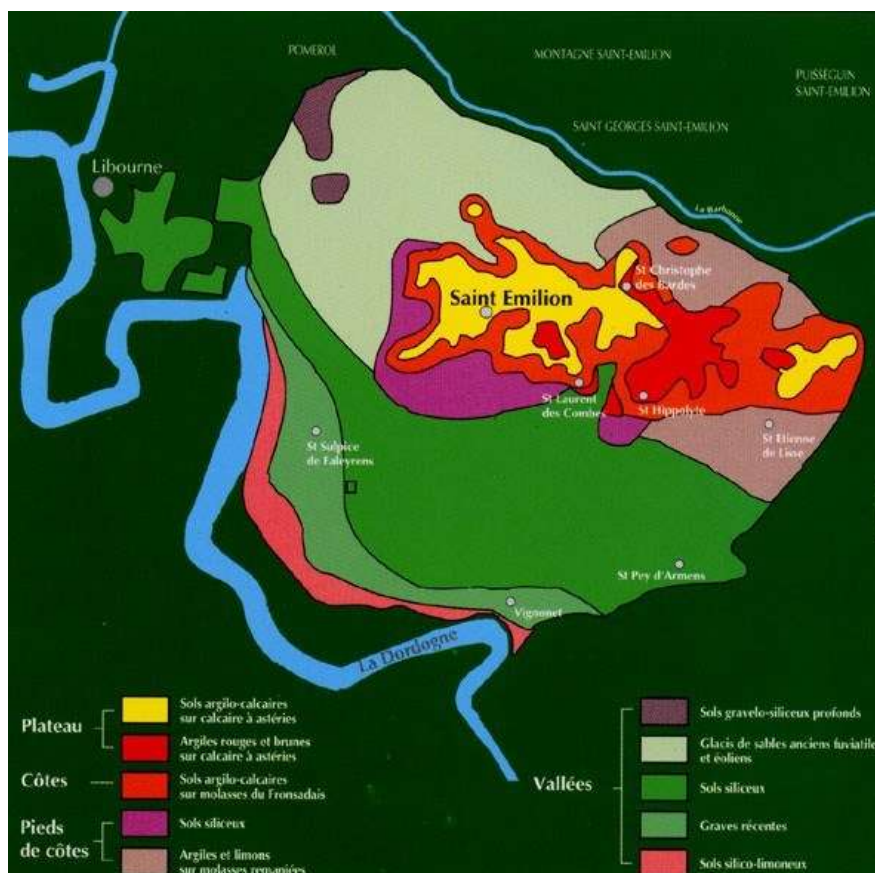 POMEROL
MONTAGNE SAINT-EMILION
PUISSEGUIN
SAINT-EMILION
SAINT GEORGES SAINT-EMILION
Libourne
La Barbanne
St Christophe
des Bardes
Saint Emilion
St Laurent
des Combes
St Hippolyte
St Etienne
de Lisse
St Sulpice
de Faleyrens
St Pey d'Armens
Vignonet
La Dordogne
Plateau
Sols argilo-calcaires
sur calcaire à astéries
Argiles rouges et brunes
sur calcaire à astéries
Côtes
Sols argilo-calcaires
sur molasses du Fronsadais
Pieds
de côtes
Sols siliceux
Argiles et limons
sur molasses remaniées
Vallées
Sols gravelo-siliceux profonds
Glacis de sables anciens fuviatile
et éoliens
Sols siliceux
Graves récentes
Sols silico-limoneux